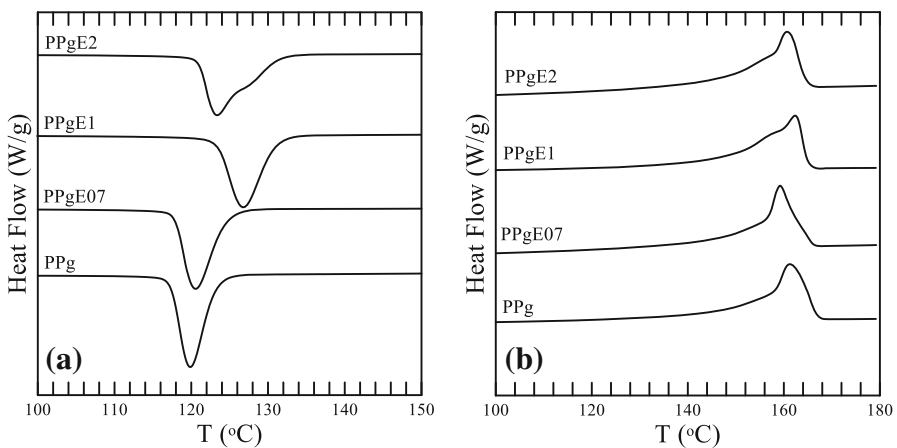 PPgE2
PPgE1
PPgE07
PPg
Heat Flow (W/g)
(a)
100 110 120 130 140 150
T (°C)
PPgE2
PPgE1
PPgE07
PPg
Heat Flow (W/g)
(b)
100 120 140 160 180
T (°C)